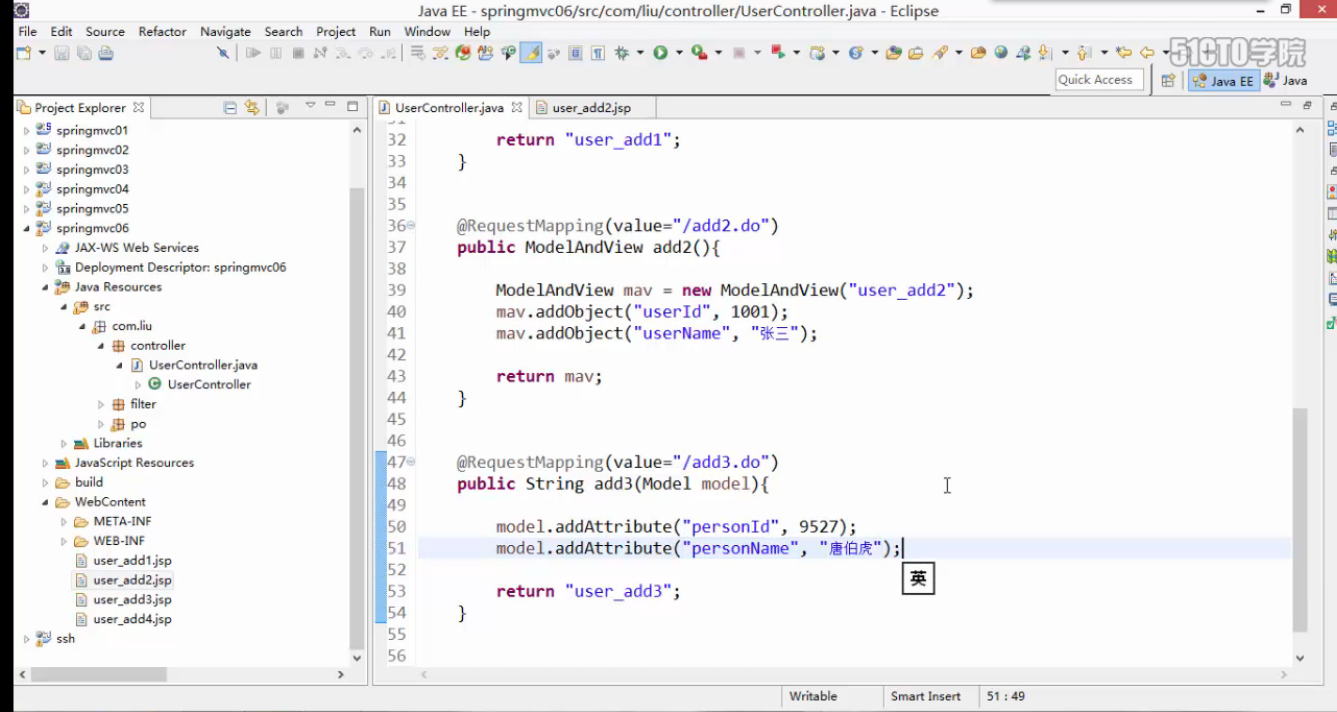 Java EE - springmvc06/src/com/liu/controller/UserController.java - Eclipse
File Edit Source Refactor Navigate Search Project Run Window Help
51CTO学院
Quick Access
Java EE
Java
Project Explorer
UserController.java
user_add2.jsp
springmvc01
springmvc02
springmvc03
springmvc04
springmvc05
springmvc06
JAX-WS Web Services
Deployment Descriptor: springmvc06
Java Resources
src
com.liu
controller
UserController.java
UserController
filter
po
Libraries
JavaScript Resources
build
WebContent
META-INF
WEB-INF
user_add1.jsp
user_add2.jsp
user_add3.jsp
user_add4.jsp
ssh
31
32 return "user_add1";
33 }
34
35
36 @RequestMapping(value="/add2.do")
37 public ModelAndView add2(){
38
39 ModelAndView mav = new ModelAndView("user_add2");
40 mav.addObject("userId", 1001);
41 mav.addObject("userName", "张三");
42
43 return mav;
44 }
45
46
47 @RequestMapping(value="/add3.do")
48 public String add3(Model model){
49
50 model.addAttribute("personId", 9527);
51 model.addAttribute("personName", "唐伯虎");
52
英
53 return "user_add3";
54 }
55
56
Writable
Smart Insert
51 : 49